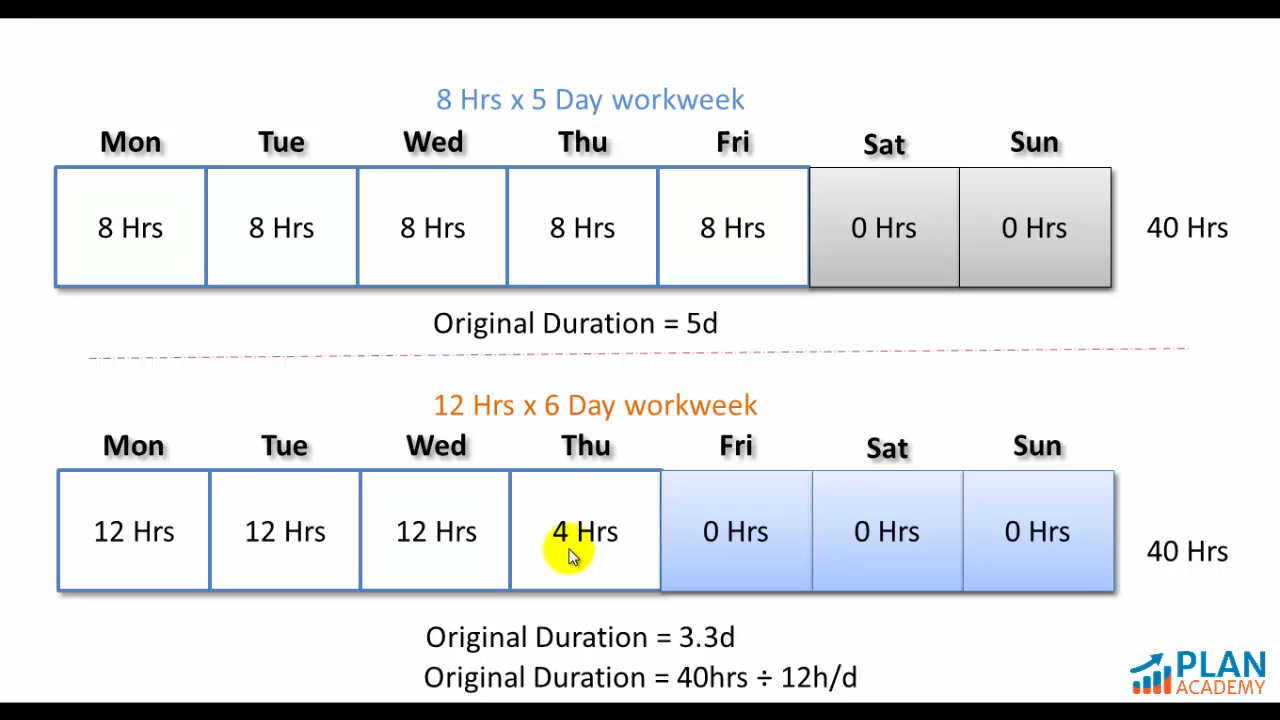 8 Hrs x 5 Day workweek
Mon Tue Wed Thu Fri Sat Sun
8 Hrs 8 Hrs 8 Hrs 8 Hrs 8 Hrs 0 Hrs 0 Hrs 40 Hrs
Original Duration = 5d
12 Hrs x 6 Day workweek
Mon Tue Wed Thu Fri Sat Sun
12 Hrs 12 Hrs 12 Hrs 4 Hrs 0 Hrs 0 Hrs 0 Hrs 40 Hrs
Original Duration = 3.3d
Original Duration = 40hrs ÷ 12h/d
PLAN
ACADEMY